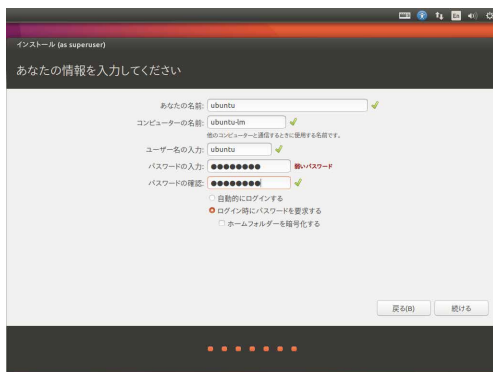 En
インストール (as superuser)
あなたの情報を入力してください
あなたの名前: ubuntu
コンピューターの名前: ubuntu-lm
他のコンピューターと通信するときに使用する名前です。
ユーザー名の入力: ubuntu
パスワードの入力: ●●●●●●●● 弱いパスワード
パスワードの確認: ●●●●●●●●
自動的にログインする
ログイン時にパスワードを要求する
ホームフォルダーを暗号化する
戻る(B) 続ける